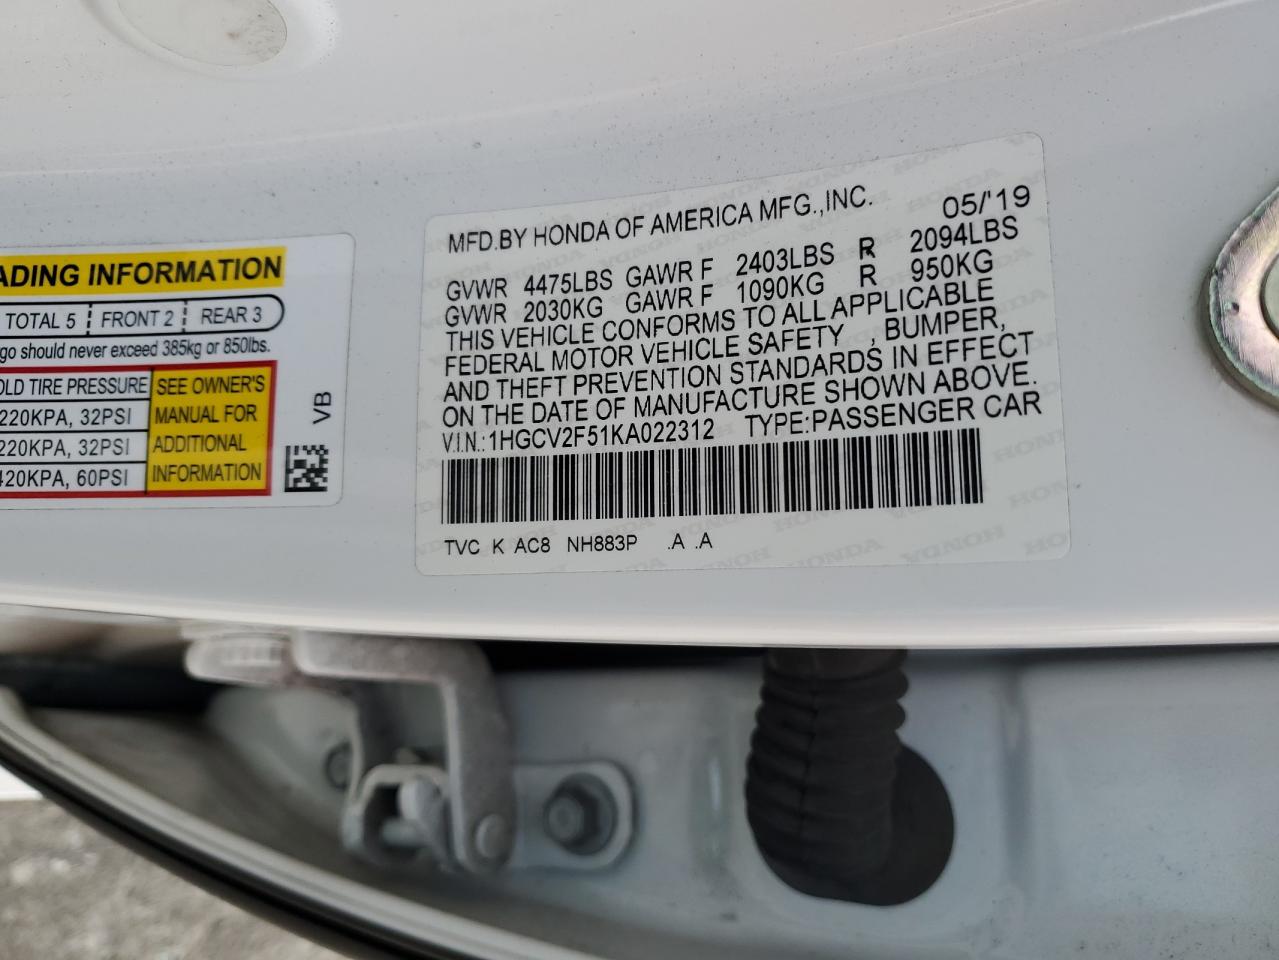 ADING INFORMATION
TOTAL 5 FRONT 2 REAR 3
go should never exceed 385kg or 850lbs.
OLD TIRE PRESSURE
220KPA, 32PSI
220KPA, 32PSI
420KPA, 60PSI
SEE OWNER'S
MANUAL FOR
ADDITIONAL
INFORMATION
VB
MFD.BY HONDA OF AMERICA MFG.,INC. 05/'19
GVWR 4475LBS GAWR F 2403LBS R 2094LBS
GVWR 2030KG GAWR F 1090KG R 950KG
THIS VEHICLE CONFORMS TO ALL APPLICABLE
FEDERAL MOTOR VEHICLE SAFETY , BUMPER,
AND THEFT PREVENTION STANDARDS IN EFFECT
ON THE DATE OF MANUFACTURE SHOWN ABOVE.
V.I.N.:1HGCV2F51KA022312 TYPE:PASSENGER CAR
TVC K AC8 NH883P .A .A